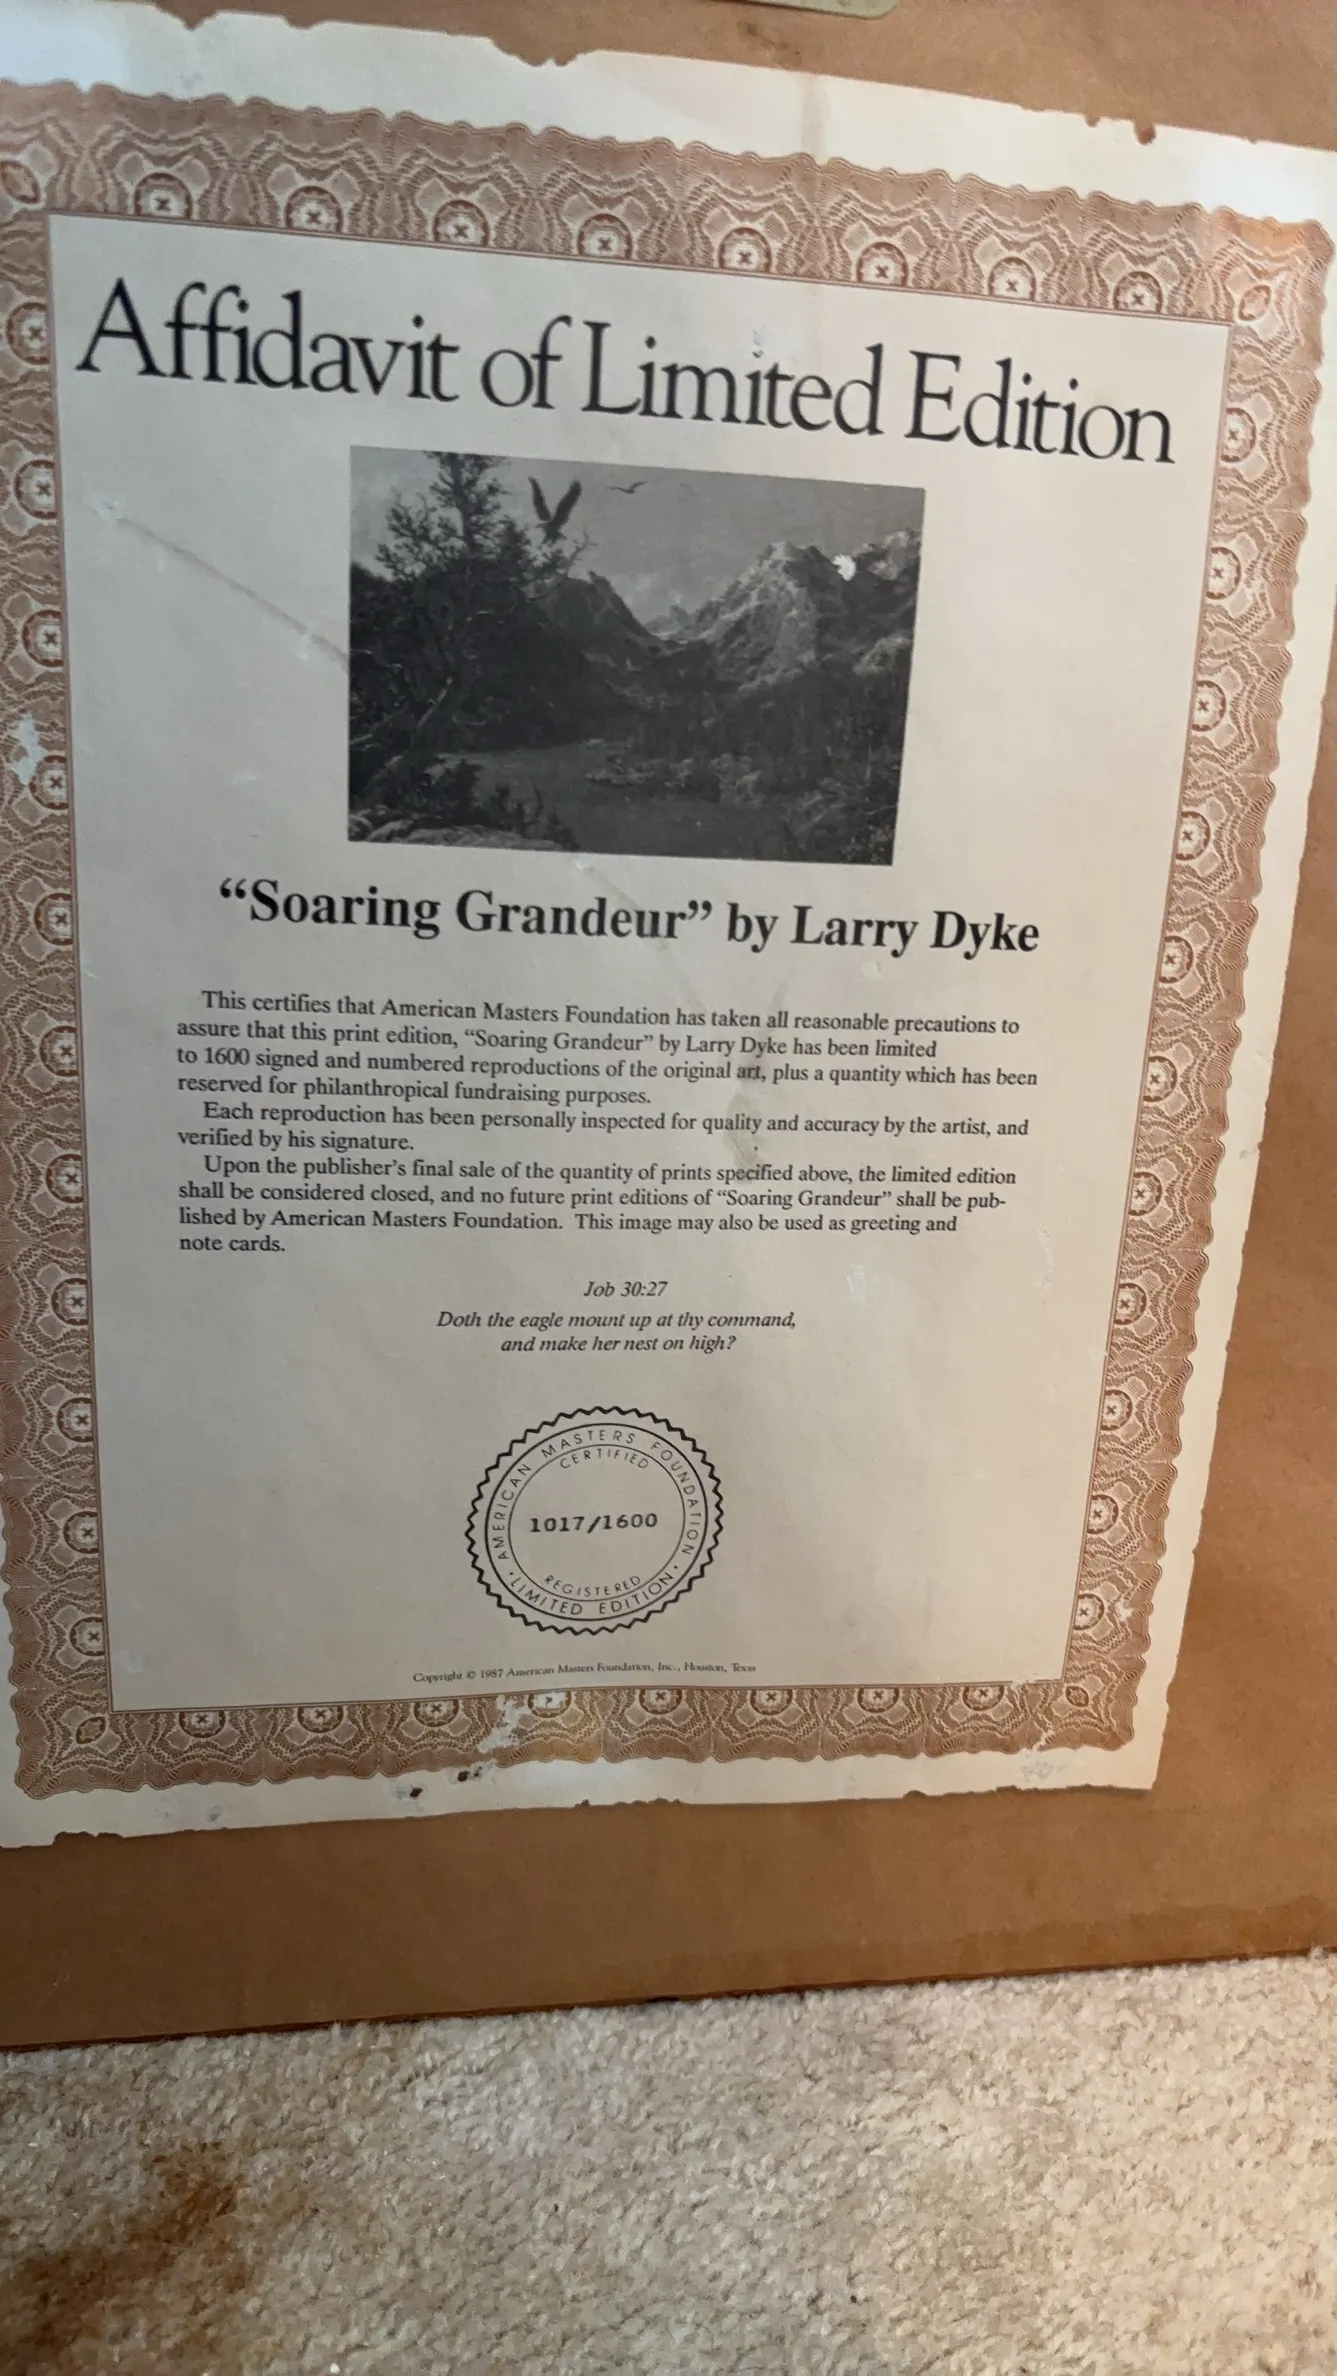 Affidavit of Limited Edition
“Soaring Grandeur” by Larry Dyke
This certifies that American Masters Foundation has taken all reasonable precautions to
assure that this print edition, “Soaring Grandeur” by Larry Dyke has been limited
to 1600 signed and numbered reproductions of the original art, plus a quantity which has been
reserved for philanthropical fundraising purposes.
Each reproduction has been personally inspected for quality and accuracy by the artist, and
verified by his signature.
Upon the publisher’s final sale of the quantity of prints specified above, the limited edition
shall be considered closed, and no future print editions of “Soaring Grandeur” shall be pub-
lished by American Masters Foundation. This image may also be used as greeting and
note cards.
Job 30:27
Doth the eagle mount up at thy command,
and make her nest on high?
AMERICAN MASTERS FOUNDATION
CERTIFIED
1017/1600
REGISTERED
· LIMITED EDITION ·
Copyright © 1987 American Masters Foundation, Inc., Houston, Texas